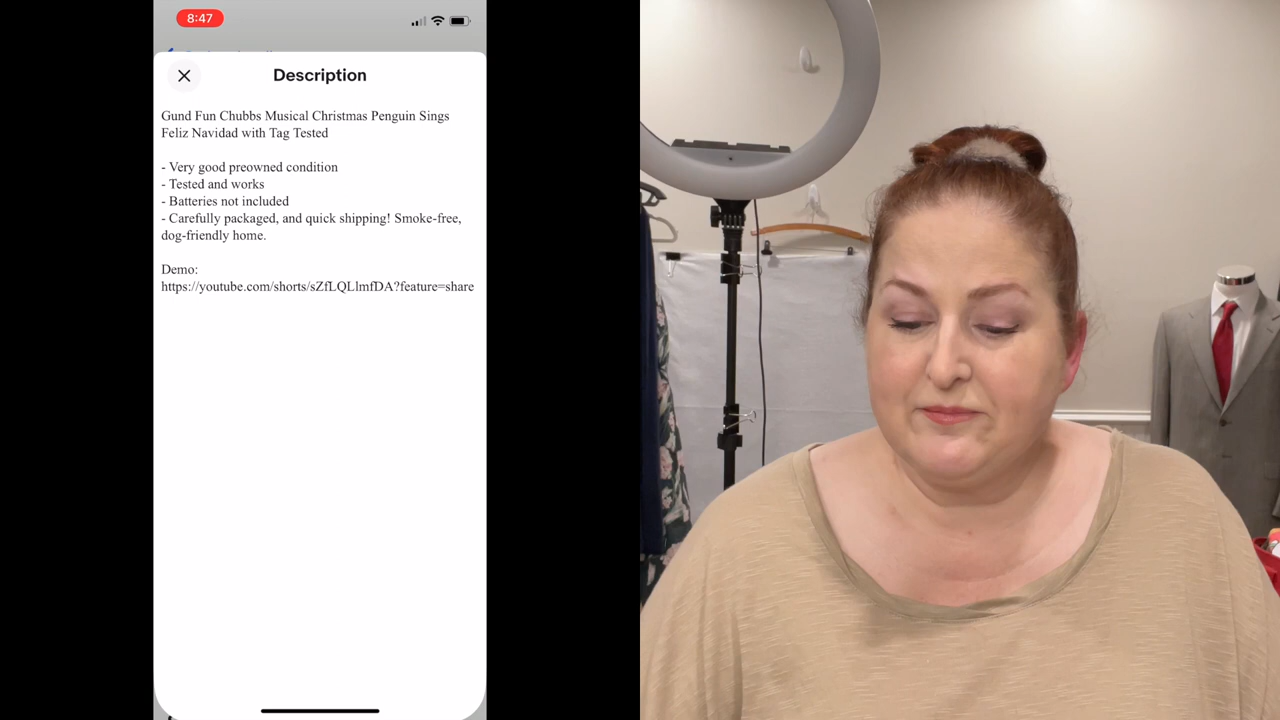 8:47
Description
Gund Fun Chubbs Musical Christmas Penguin Sings
Feliz Navidad with Tag Tested
- Very good preowned condition
- Tested and works
- Batteries not included
- Carefully packaged, and quick shipping! Smoke-free,
dog-friendly home.
Demo:
https://youtube.com/shorts/sZfLQLlmfDA?feature=share